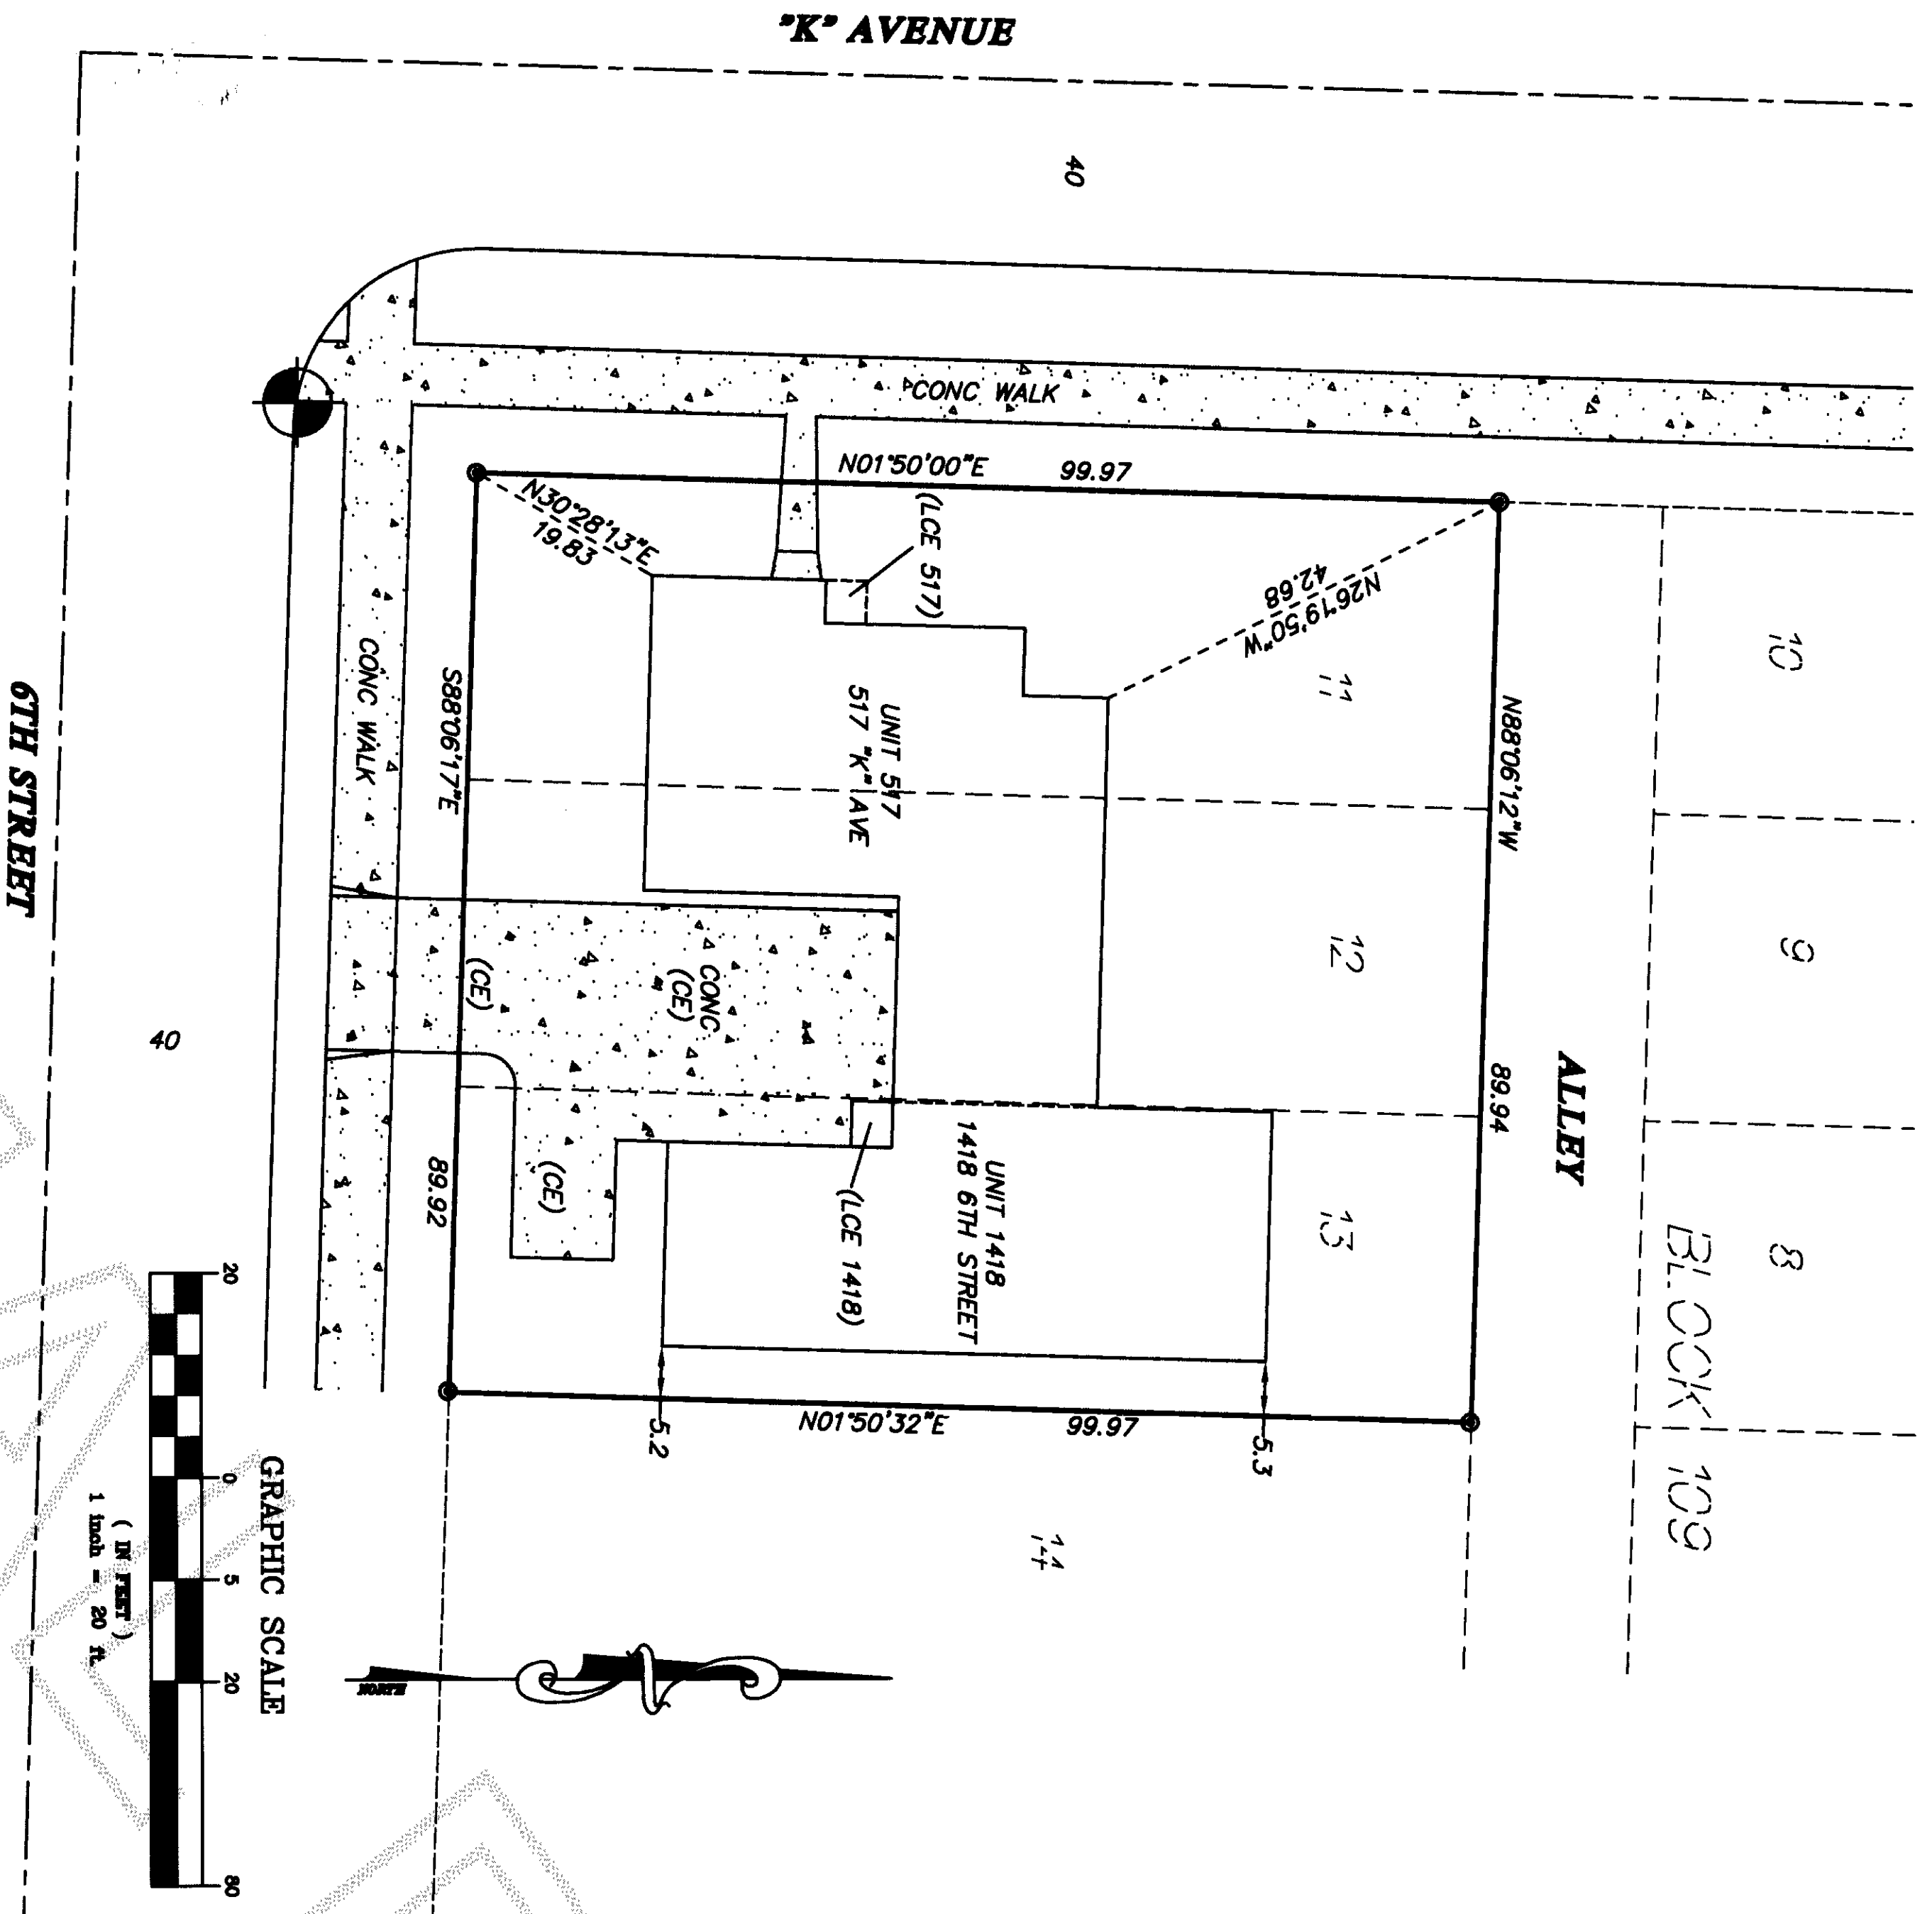 "K" AVENUE
40
CONC WALK
N01°50'00"E 99.97
N30°28'13"E
19.83
(LCE 517)
N26°19'50"W
42.68
10
11
N88°06'12"W
89.94
UNIT 517
517 "K" AVE
CONC WALK
S88°06'17"E
89.92
6TH STREET
40
9
12
CONC
(CE)
(CE)
(CE)
ALLEY
8
13
BLOCK 109
UNIT 1418
1418 6TH STREET
(LCE 1418)
N01°50'32"E 99.97
5.2
5.3
14
NORTH
GRAPHIC SCALE
20 0 5 20 80
( IN FEET )
1 inch = 20 ft.